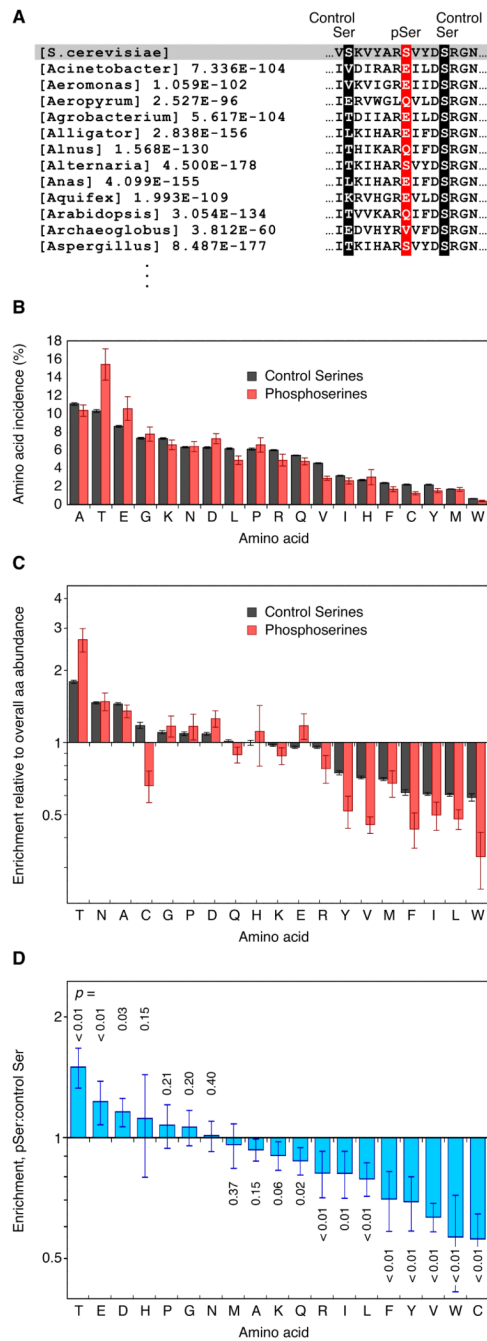 A
Control Ser
pSer
Control Ser
[S.cerevisiae] …VSKVYARSVYDSRGN…
[Acinetobacter] 7.336E-104 …IVDIRAREILDSRGN…
[Aeromonas] 1.059E-102 …IVKVIGREIIDSRGN…
[Aeropyrum] 2.527E-96 …IERVWGLQVLDSRGN…
[Agrobacterium] 5.617E-104 …ITDIIAREILDSRGN…
[Alligator] 2.838E-156 …ILKIHAREIFDSRGN…
[Alnus] 1.568E-130 …ITHIKARQIFDSRGN…
[Alternaria] 4.500E-178 …ITKIHARSVYDSRGN…
[Anas] 4.099E-155 …ILKIHAREIFDSRGN…
[Aquifex] 1.993E-109 …IKRVHGREVLDSRGN…
[Arabidopsis] 3.054E-134 …ITVVKARQIFDSRGN…
[Archaeoglobus] 3.812E-60 …IEDVHYRVVFDSRGN…
[Aspergillus] 8.487E-177 …ITKIHARSVYDSRGN…
B
Amino acid incidence (%)
18
16
14
12
10
8
6
4
2
0
Control Serines
Phosphoserines
A T E G K N D L P R Q V I H F C Y M W
Amino acid
C
Enrichment relative to overall aa abundance
4
2
1
0.5
Control Serines
Phosphoserines
T N A C G P D Q H K E R Y V M F I L W
Amino acid
D
Enrichment, pSer:control Ser
2
1
0.5
p =
< 0.01 < 0.01 0.03 0.15 0.21 0.20 0.40
0.37 0.15 0.06 0.02 < 0.01 0.01 < 0.01 < 0.01 < 0.01 < 0.01 < 0.01 < 0.01
T E D H P G N M A K Q R I L F Y V W C
Amino acid